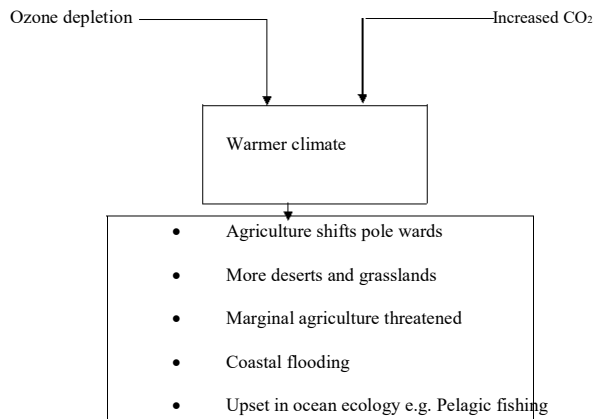 Ozone depletion
Increased CO₂
Warmer climate
• Agriculture shifts pole wards
• More deserts and grasslands
• Marginal agriculture threatened
• Coastal flooding
• Upset in ocean ecology e.g. Pelagic fishing